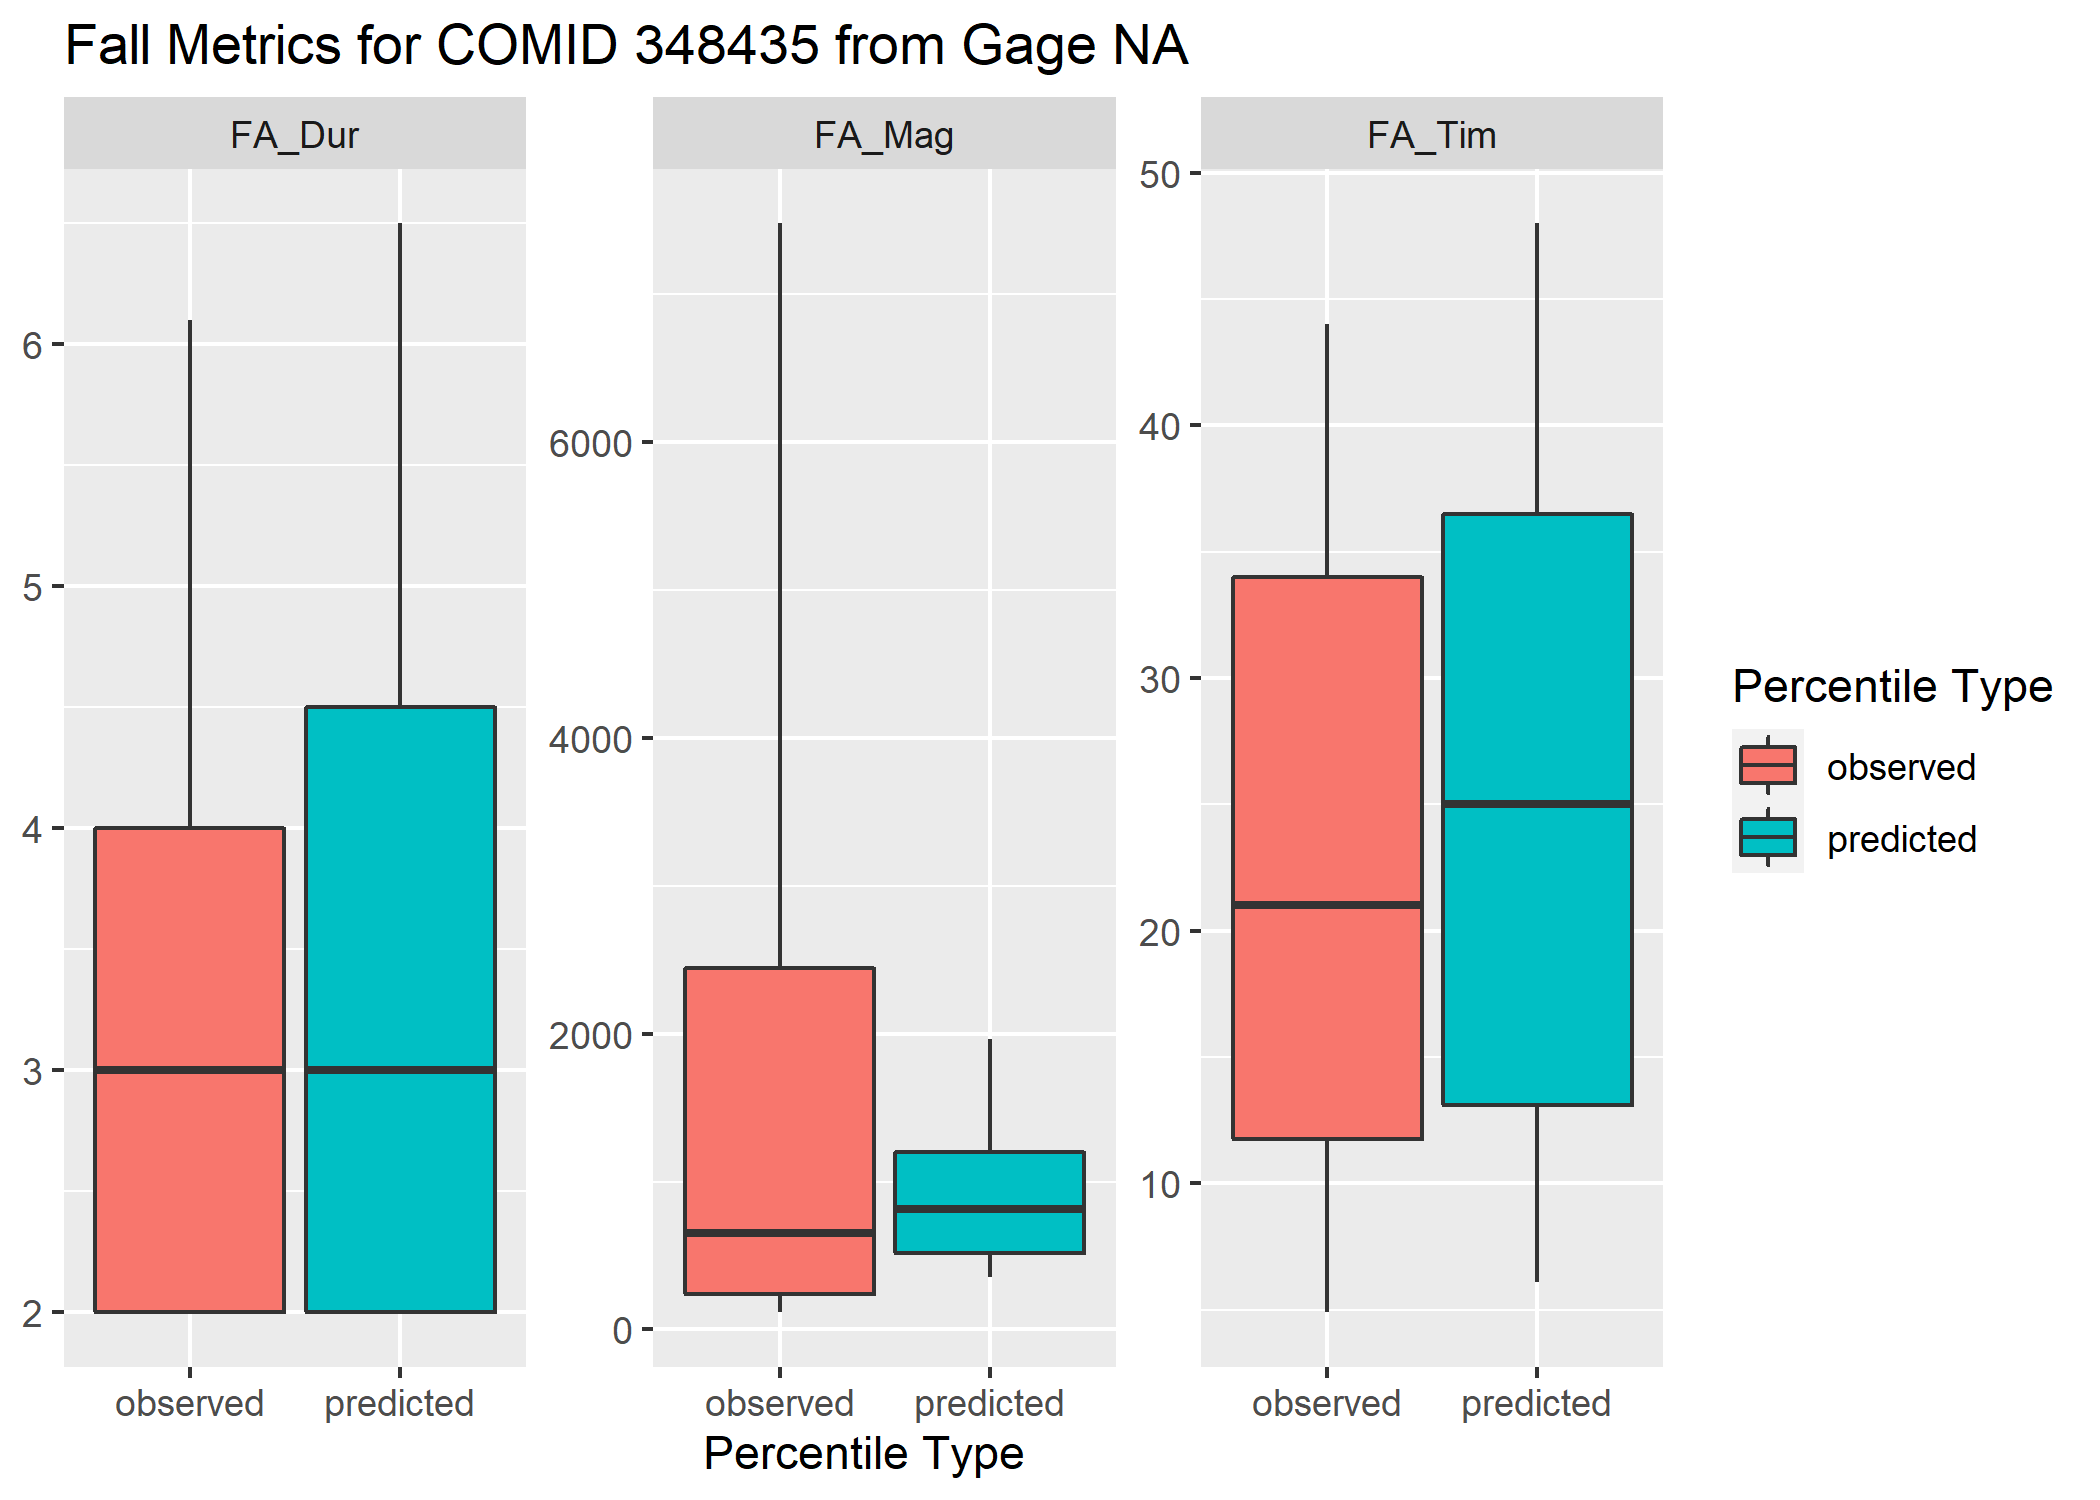 Fall Metrics for COMID 348435 from Gage NA
FA_Dur
FA_Mag
FA_Tim
6
5
4
3
2
6000
4000
2000
0
50
40
30
20
10
observed predicted
observed predicted
observed predicted
Percentile Type
Percentile Type
observed
predicted